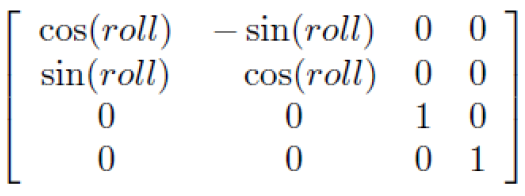 cos(roll) − sin(roll) 0 0
sin(roll) cos(roll) 0 0
0 0 1 0
0 0 0 1